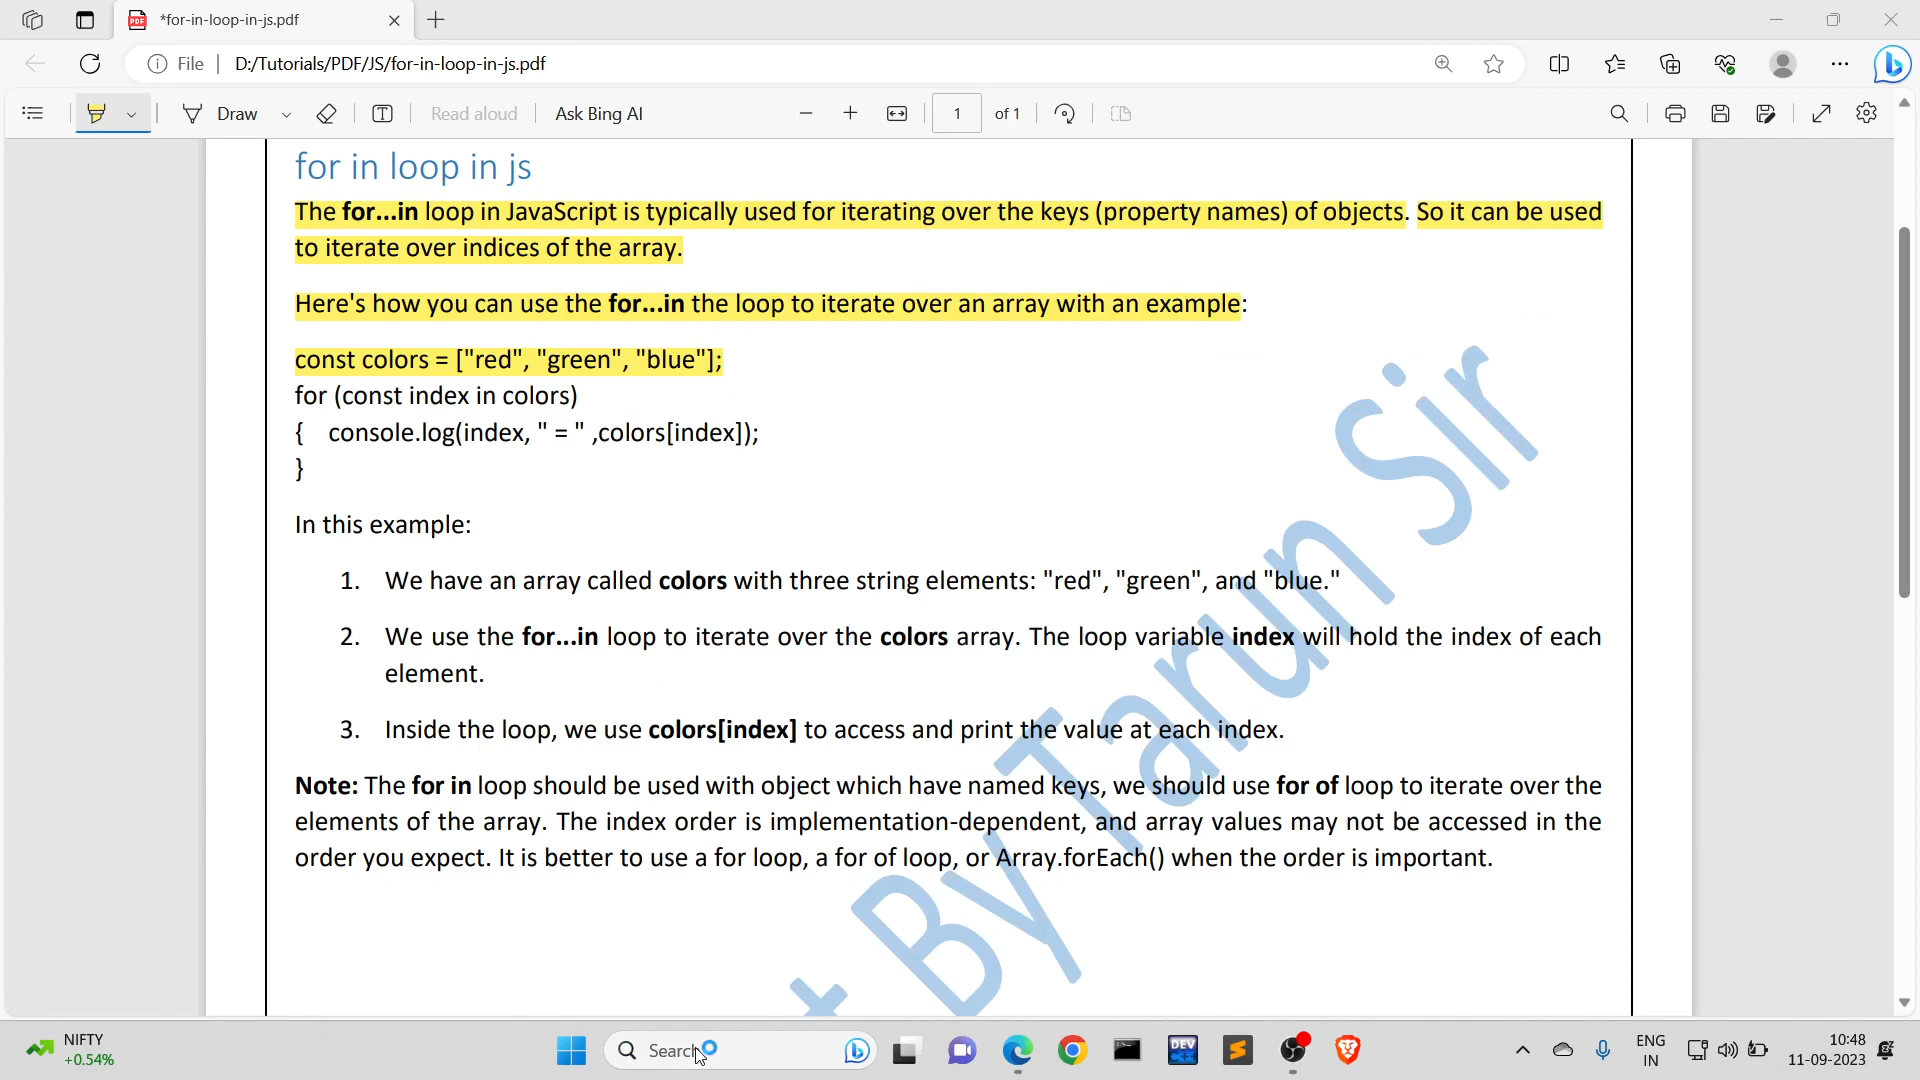 *for-in-loop-in-js.pdf
File D:/Tutorials/PDF/JS/for-in-loop-in-js.pdf
Draw Read aloud Ask Bing AI 1 of 1
for in loop in js
The for...in loop in JavaScript is typically used for iterating over the keys (property names) of objects. So it can be used
to iterate over indices of the array.
Here's how you can use the for...in the loop to iterate over an array with an example:
const colors = ["red", "green", "blue"];
for (const index in colors)
{ console.log(index, " = " ,colors[index]);
}
In this example:
1. We have an array called colors with three string elements: "red", "green", and "blue."
2. We use the for...in loop to iterate over the colors array. The loop variable index will hold the index of each
element.
3. Inside the loop, we use colors[index] to access and print the value at each index.
Note: The for in loop should be used with object which have named keys, we should use for of loop to iterate over the
elements of the array. The index order is implementation-dependent, and array values may not be accessed in the
order you expect. It is better to use a for loop, a for of loop, or Array.forEach() when the order is important.
By Tarun Sir
NIFTY
+0.54%
Search
DEV
ENG
IN
10:48
11-09-2023